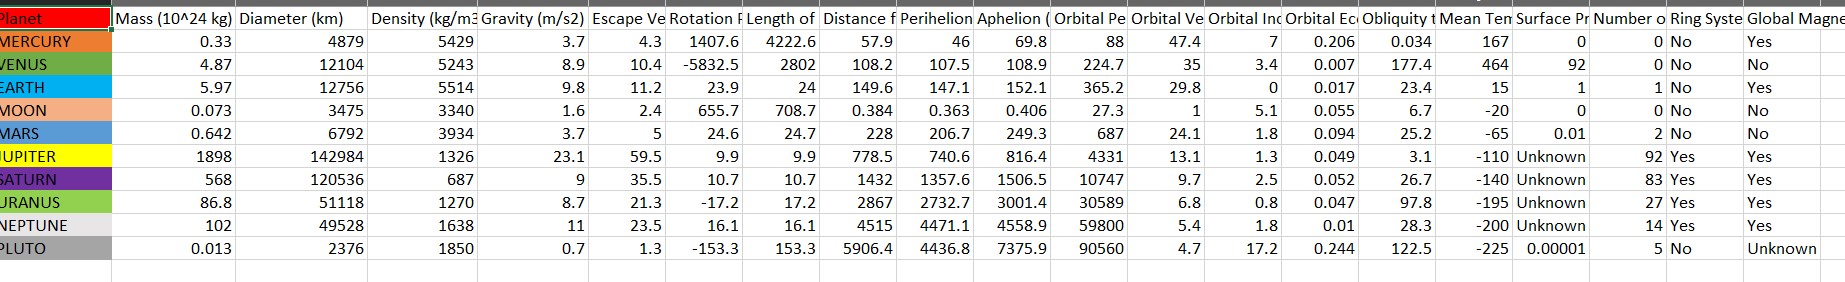 Planet Mass (10^24 kg) Diameter (km) Density (kg/m3 Gravity (m/s2) Escape Ve Rotation P Length of Distance f Perihelion Aphelion ( Orbital Pe Orbital Ve Orbital Inc Orbital Ecc Obliquity t Mean Tem Surface Pr Number o Ring Syste Global Magne
MERCURY 0.33 4879 5429 3.7 4.3 1407.6 4222.6 57.9 46 69.8 88 47.4 7 0.206 0.034 167 0 0 No Yes
VENUS 4.87 12104 5243 8.9 10.4 -5832.5 2802 108.2 107.5 108.9 224.7 35 3.4 0.007 177.4 464 92 0 No No
EARTH 5.97 12756 5514 9.8 11.2 23.9 24 149.6 147.1 152.1 365.2 29.8 0 0.017 23.4 15 1 1 No Yes
MOON 0.073 3475 3340 1.6 2.4 655.7 708.7 0.384 0.363 0.406 27.3 1 5.1 0.055 6.7 -20 0 0 No No
MARS 0.642 6792 3934 3.7 5 24.6 24.7 228 206.7 249.3 687 24.1 1.8 0.094 25.2 -65 0.01 2 No No
JUPITER 1898 142984 1326 23.1 59.5 9.9 9.9 778.5 740.6 816.4 4331 13.1 1.3 0.049 3.1 -110 Unknown 92 Yes Yes
SATURN 568 120536 687 9 35.5 10.7 10.7 1432 1357.6 1506.5 10747 9.7 2.5 0.052 26.7 -140 Unknown 83 Yes Yes
URANUS 86.8 51118 1270 8.7 21.3 -17.2 17.2 2867 2732.7 3001.4 30589 6.8 0.8 0.047 97.8 -195 Unknown 27 Yes Yes
NEPTUNE 102 49528 1638 11 23.5 16.1 16.1 4515 4471.1 4558.9 59800 5.4 1.8 0.01 28.3 -200 Unknown 14 Yes Yes
PLUTO 0.013 2376 1850 0.7 1.3 -153.3 153.3 5906.4 4436.8 7375.9 90560 4.7 17.2 0.244 122.5 -225 0.00001 5 No Unknown